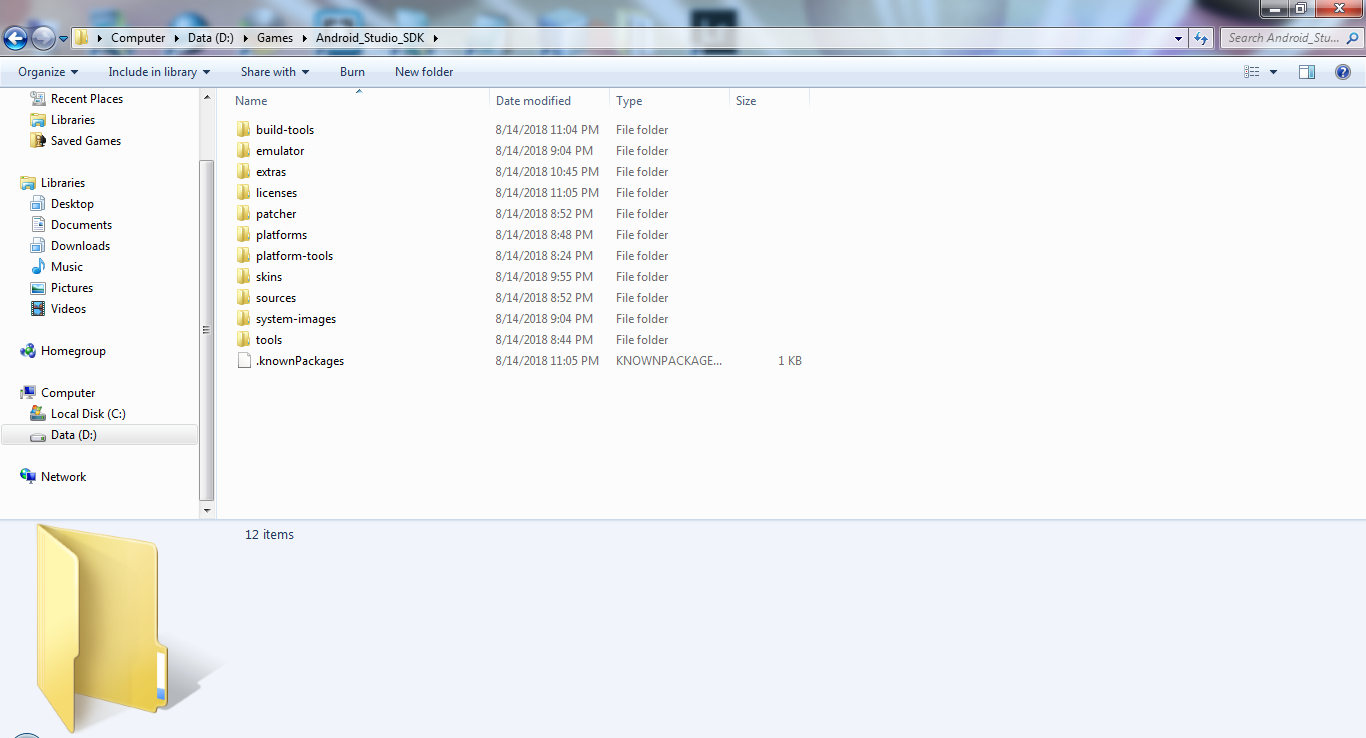 Computer Data (D:) Games Android_Studio_SDK Search Android_Stu...
Organize Include in library Share with Burn New folder
Recent Places
Libraries
Saved Games
Libraries
Desktop
Documents
Downloads
Music
Pictures
Videos
Homegroup
Computer
Local Disk (C:)
Data (D:)
Network
Name Date modified Type Size
build-tools 8/14/2018 11:04 PM File folder
emulator 8/14/2018 9:04 PM File folder
extras 8/14/2018 10:45 PM File folder
licenses 8/14/2018 11:05 PM File folder
patcher 8/14/2018 8:52 PM File folder
platforms 8/14/2018 8:48 PM File folder
platform-tools 8/14/2018 8:24 PM File folder
skins 8/14/2018 9:55 PM File folder
sources 8/14/2018 8:52 PM File folder
system-images 8/14/2018 9:04 PM File folder
tools 8/14/2018 8:44 PM File folder
.knownPackages 8/14/2018 11:05 PM KNOWNPACKAGE... 1 KB
12 items